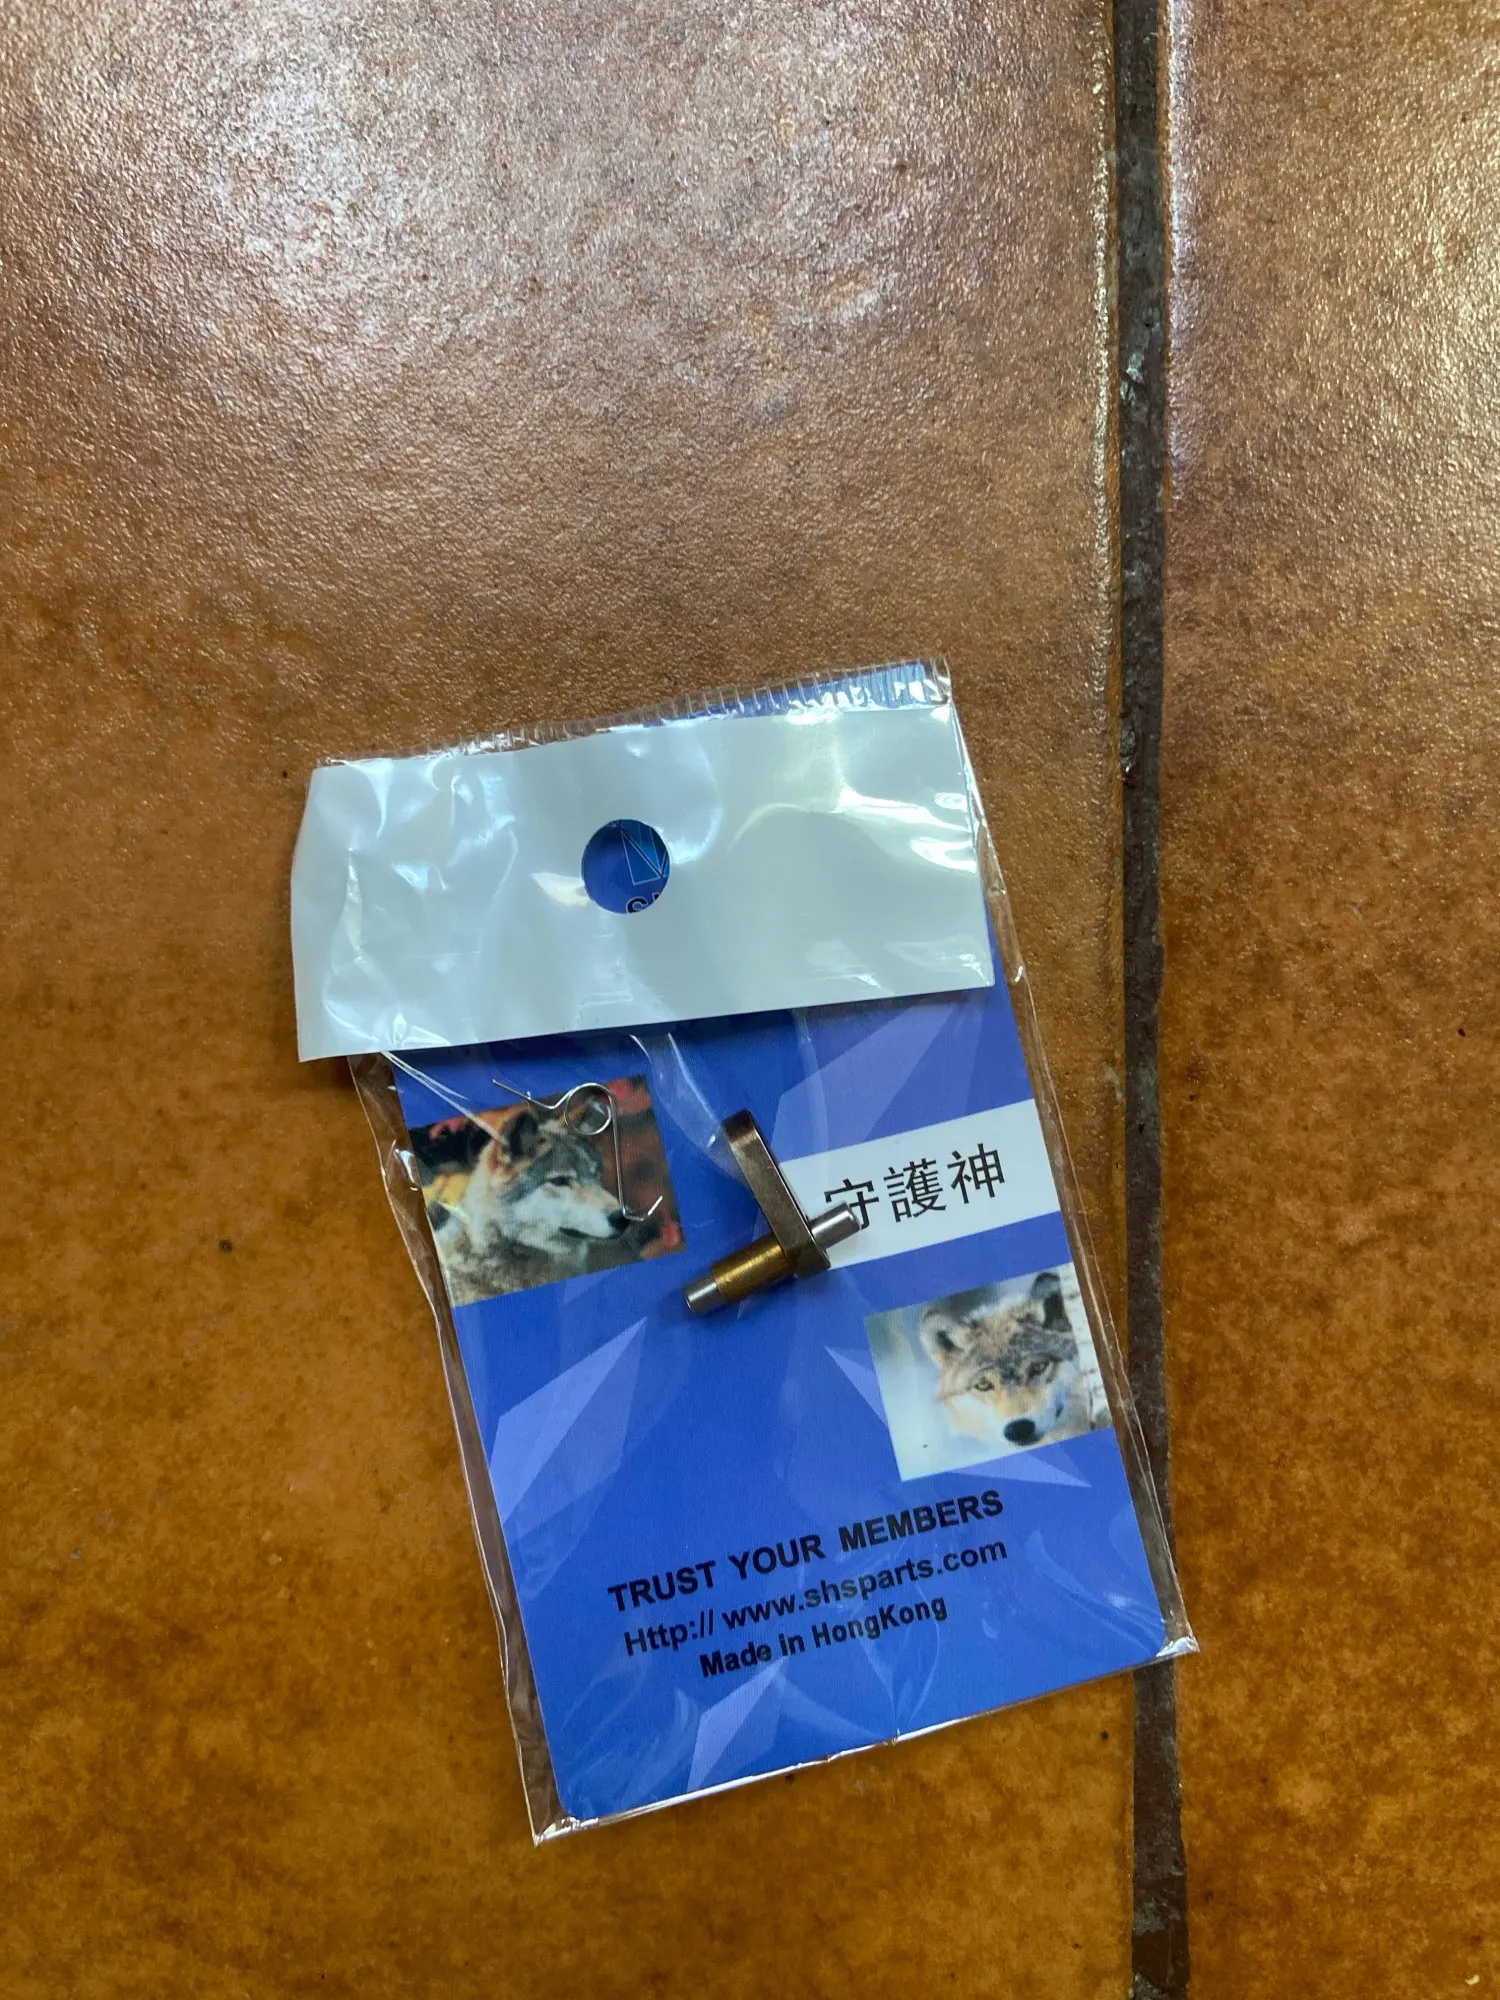 守護神
TRUST YOUR MEMBERS
Http:// www.shsparts.com
Made in HongKong